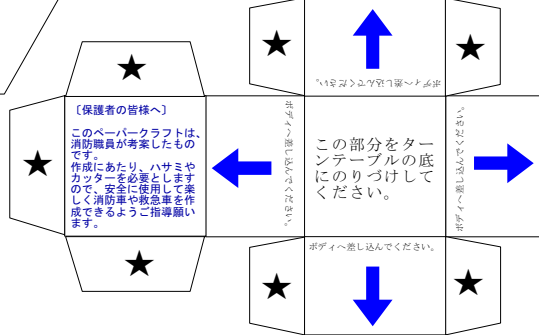 ボディへ差し込んでください。
〔保護者の皆様へ〕
このペーパークラフトは、
消防職員が考案したもの
です。
作成にあたり、ハサミや
カッターを必要とします
ので、安全に使用して楽
しく消防車や救急車を作
成できるようご指導願い
ます。
ボディへ差し込んでください。
この部分をター
ンテーブルの底
にのりづけして
ください。
ボディへ差し込んでください。
ボディへ差し込んでください。